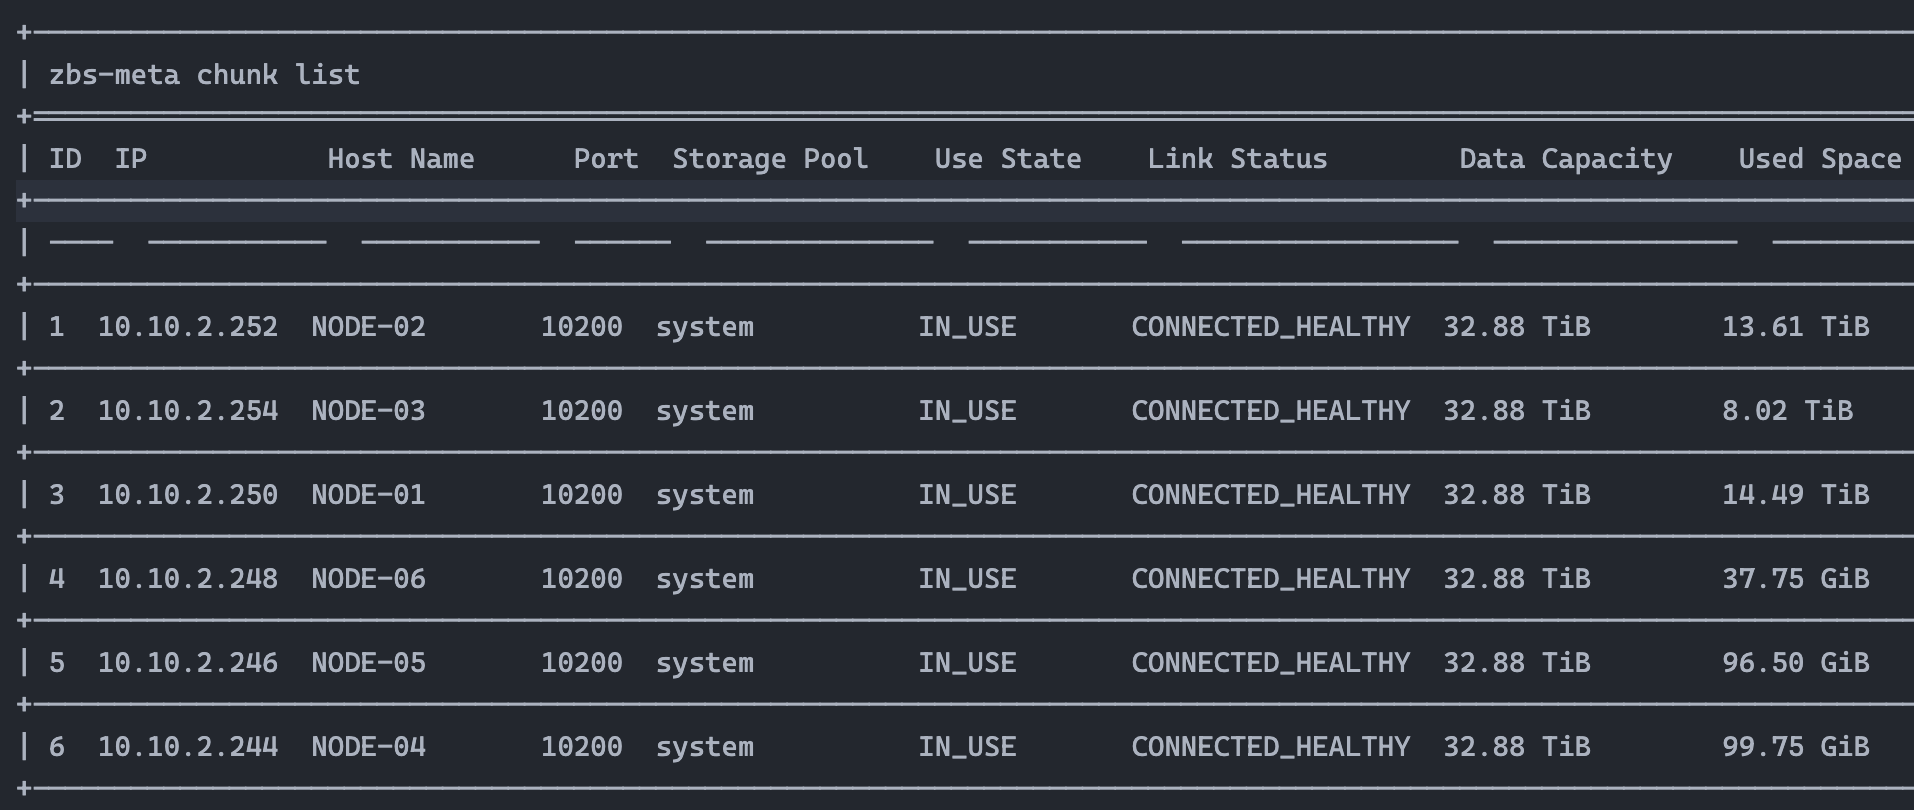 zbs-meta chunk list
ID IP Host Name Port Storage Pool Use State Link Status Data Capacity Used Space
1 10.10.2.252 NODE-02 10200 system IN_USE CONNECTED_HEALTHY 32.88 TiB 13.61 TiB
2 10.10.2.254 NODE-03 10200 system IN_USE CONNECTED_HEALTHY 32.88 TiB 8.02 TiB
3 10.10.2.250 NODE-01 10200 system IN_USE CONNECTED_HEALTHY 32.88 TiB 14.49 TiB
4 10.10.2.248 NODE-06 10200 system IN_USE CONNECTED_HEALTHY 32.88 TiB 37.75 GiB
5 10.10.2.246 NODE-05 10200 system IN_USE CONNECTED_HEALTHY 32.88 TiB 96.50 GiB
6 10.10.2.244 NODE-04 10200 system IN_USE CONNECTED_HEALTHY 32.88 TiB 99.75 GiB